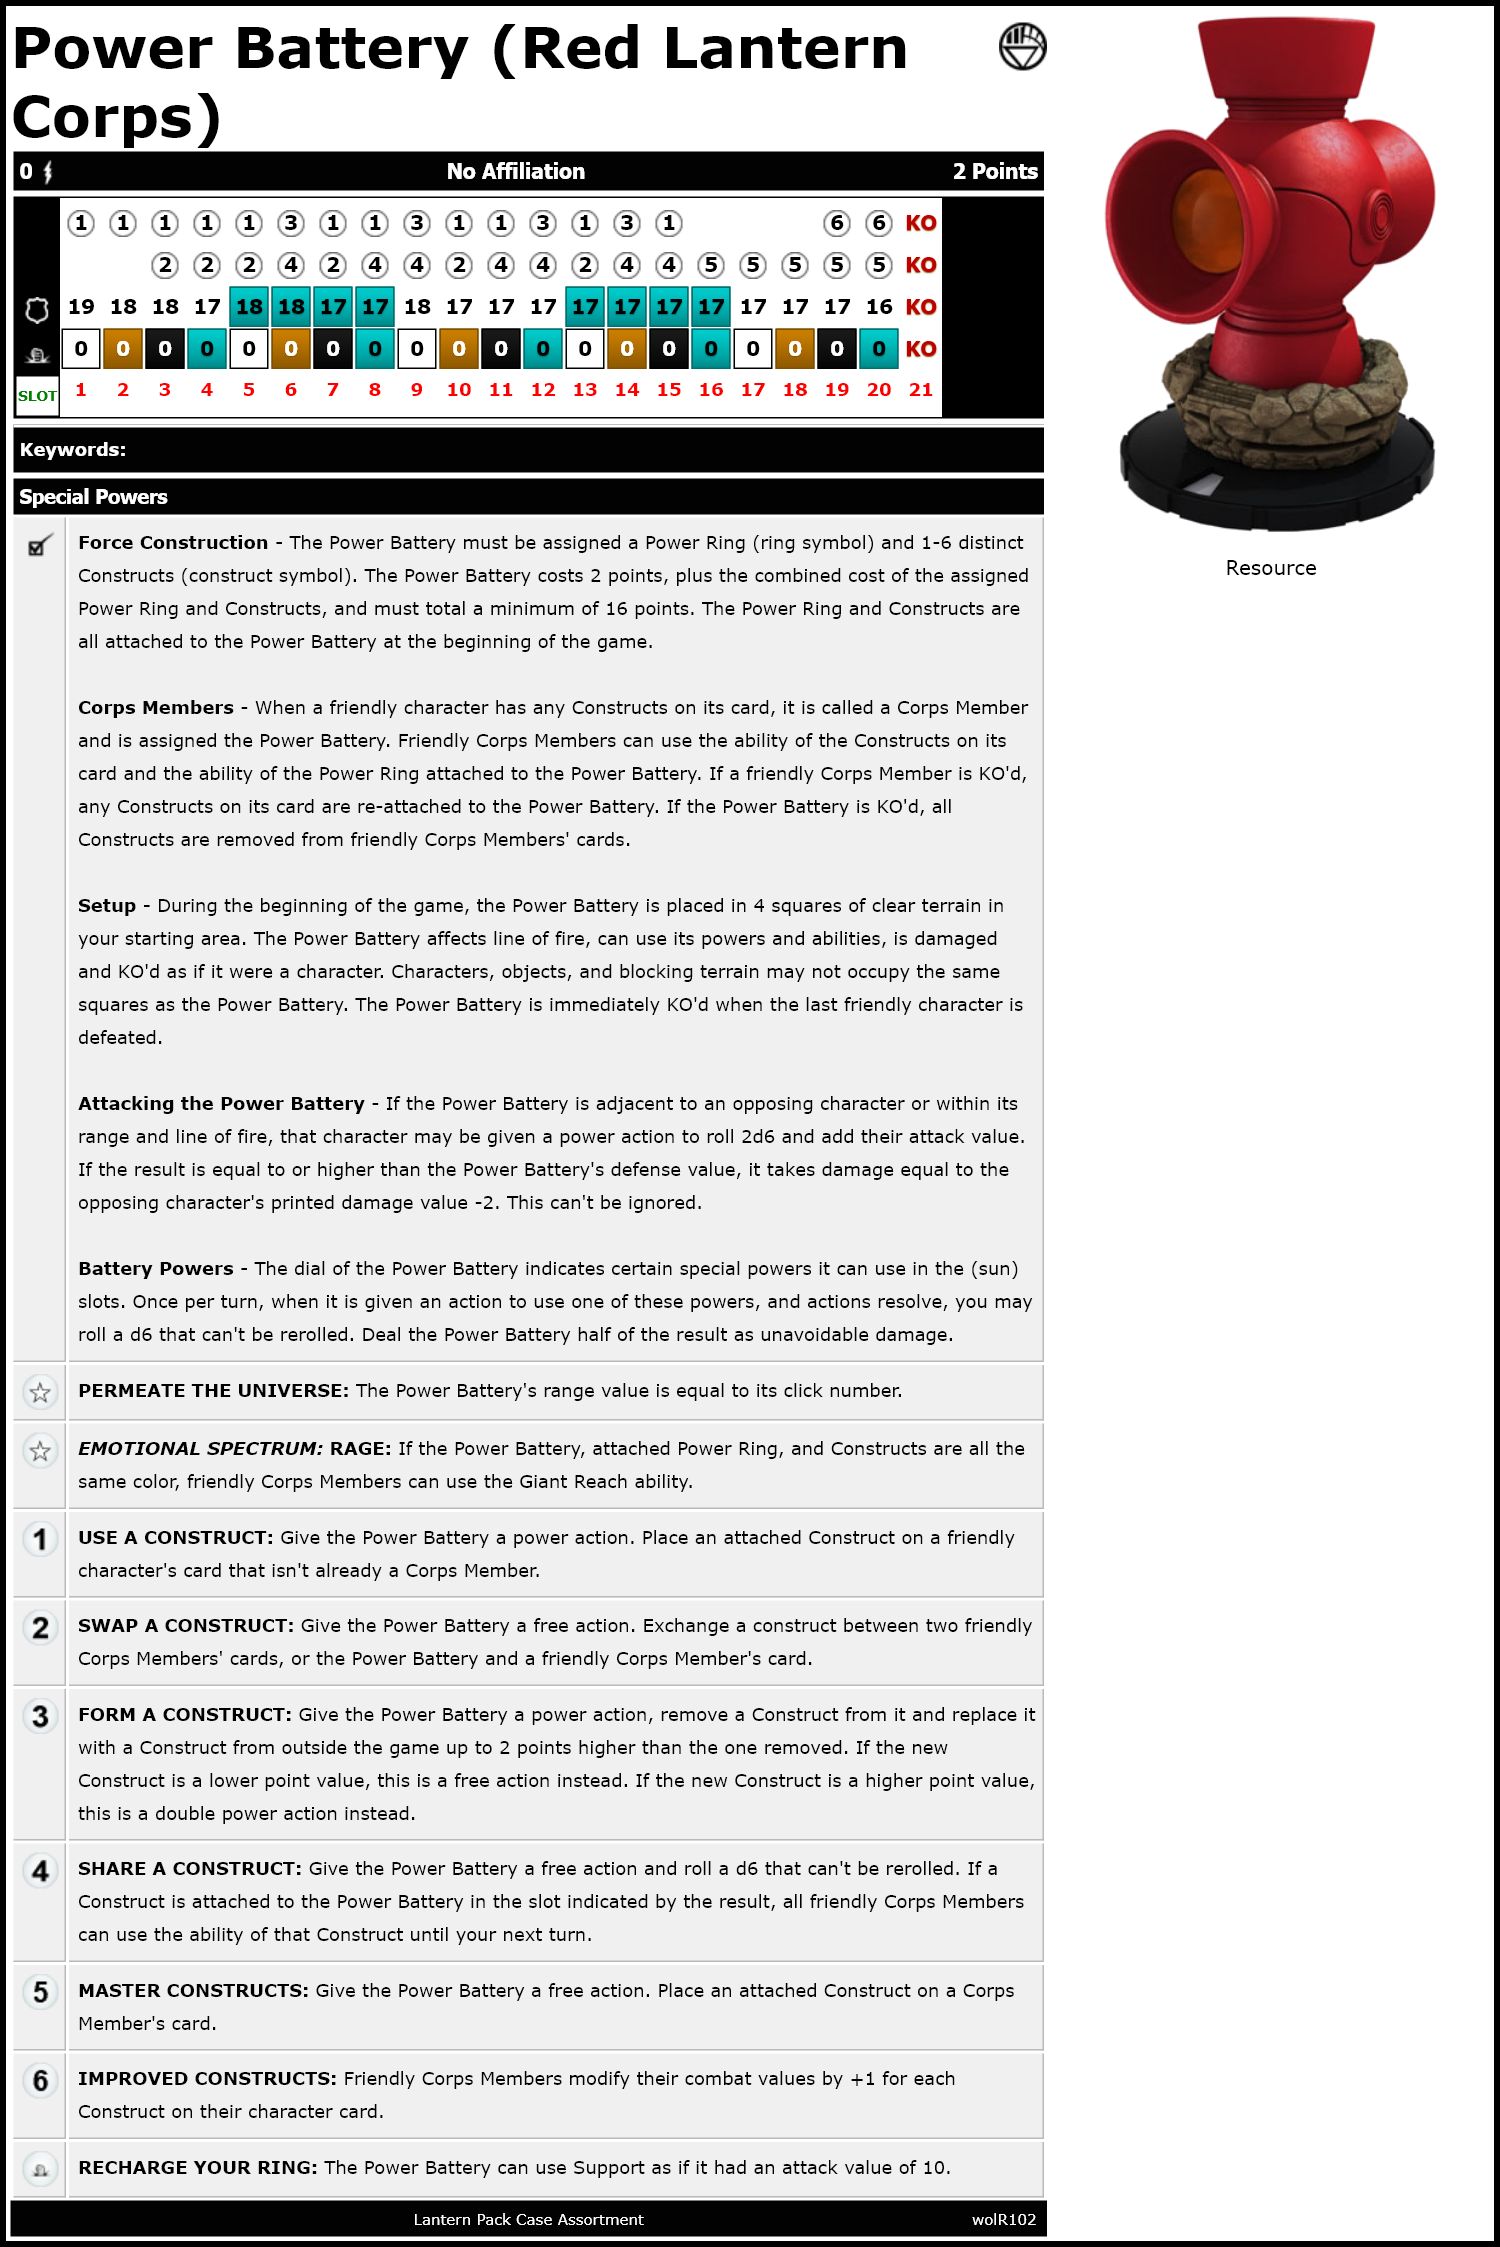 Power Battery (Red Lantern
Corps)
0 No Affiliation 2 Points
1 1 1 1 1 3 1 1 3 1 1 3 1 3 1 6 6 KO
2 2 2 4 2 4 4 2 4 4 2 4 4 5 5 5 5 5 KO
19 18 18 17 18 18 17 17 18 17 17 17 17 17 17 17 17 17 17 16 KO
0 0 0 0 0 0 0 0 0 0 0 0 0 0 0 0 0 0 0 0 KO
SLOT 1 2 3 4 5 6 7 8 9 10 11 12 13 14 15 16 17 18 19 20 21
Keywords:
Special Powers
Force Construction - The Power Battery must be assigned a Power Ring (ring symbol) and 1-6 distinct
Constructs (construct symbol). The Power Battery costs 2 points, plus the combined cost of the assigned
Power Ring and Constructs, and must total a minimum of 16 points. The Power Ring and Constructs are
all attached to the Power Battery at the beginning of the game.
Corps Members - When a friendly character has any Constructs on its card, it is called a Corps Member
and is assigned the Power Battery. Friendly Corps Members can use the ability of the Constructs on its
card and the ability of the Power Ring attached to the Power Battery. If a friendly Corps Member is KO'd,
any Constructs on its card are re-attached to the Power Battery. If the Power Battery is KO'd, all
Constructs are removed from friendly Corps Members' cards.
Setup - During the beginning of the game, the Power Battery is placed in 4 squares of clear terrain in
your starting area. The Power Battery affects line of fire, can use its powers and abilities, is damaged
and KO'd as if it were a character. Characters, objects, and blocking terrain may not occupy the same
squares as the Power Battery. The Power Battery is immediately KO'd when the last friendly character is
defeated.
Attacking the Power Battery - If the Power Battery is adjacent to an opposing character or within its
range and line of fire, that character may be given a power action to roll 2d6 and add their attack value.
If the result is equal to or higher than the Power Battery's defense value, it takes damage equal to the
opposing character's printed damage value -2. This can't be ignored.
Battery Powers - The dial of the Power Battery indicates certain special powers it can use in the (sun)
slots. Once per turn, when it is given an action to use one of these powers, and actions resolve, you may
roll a d6 that can't be rerolled. Deal the Power Battery half of the result as unavoidable damage.
PERMEATE THE UNIVERSE: The Power Battery's range value is equal to its click number.
EMOTIONAL SPECTRUM: RAGE: If the Power Battery, attached Power Ring, and Constructs are all the
same color, friendly Corps Members can use the Giant Reach ability.
1 USE A CONSTRUCT: Give the Power Battery a power action. Place an attached Construct on a friendly
character's card that isn't already a Corps Member.
2 SWAP A CONSTRUCT: Give the Power Battery a free action. Exchange a construct between two friendly
Corps Members' cards, or the Power Battery and a friendly Corps Member's card.
3 FORM A CONSTRUCT: Give the Power Battery a power action, remove a Construct from it and replace it
with a Construct from outside the game up to 2 points higher than the one removed. If the new
Construct is a lower point value, this is a free action instead. If the new Construct is a higher point value,
this is a double power action instead.
4 SHARE A CONSTRUCT: Give the Power Battery a free action and roll a d6 that can't be rerolled. If a
Construct is attached to the Power Battery in the slot indicated by the result, all friendly Corps Members
can use the ability of that Construct until your next turn.
5 MASTER CONSTRUCTS: Give the Power Battery a free action. Place an attached Construct on a Corps
Member's card.
6 IMPROVED CONSTRUCTS: Friendly Corps Members modify their combat values by +1 for each
Construct on their character card.
RECHARGE YOUR RING: The Power Battery can use Support as if it had an attack value of 10.
Lantern Pack Case Assortment wolR102
Resource